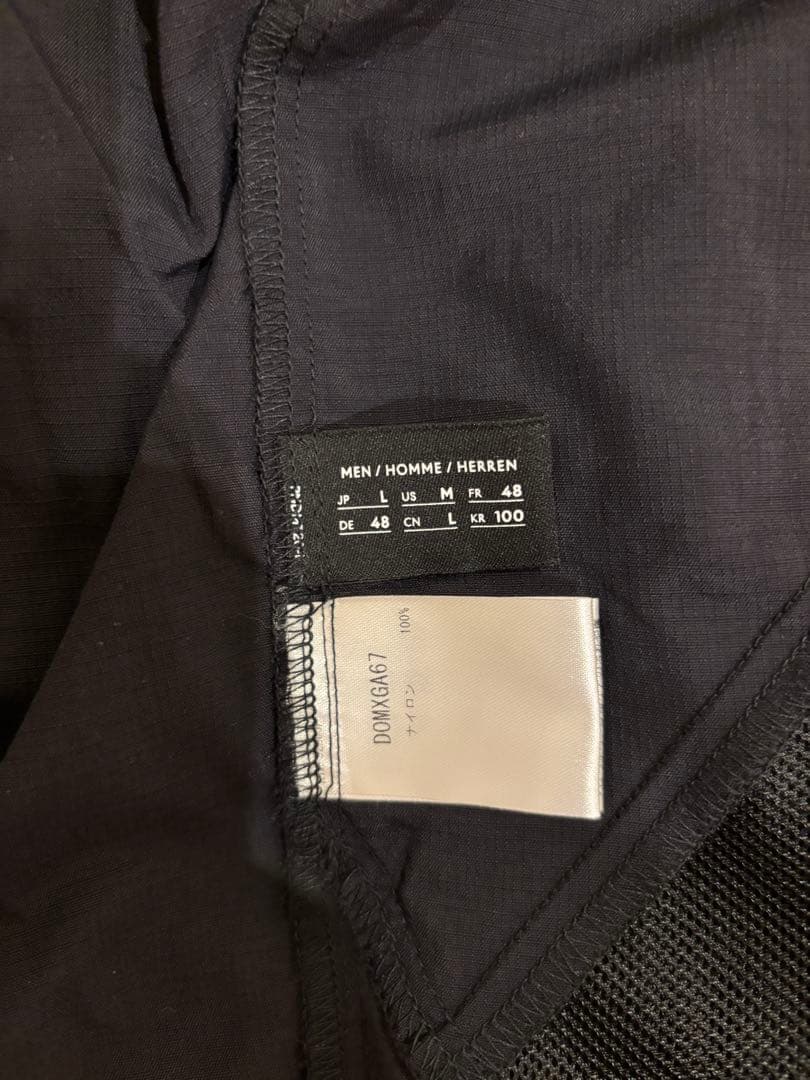 MEN / HOMME / HERREN
JP L US M FR 48
DE 48 CN L KR 100
DOMXGA67
ナイロン 100%